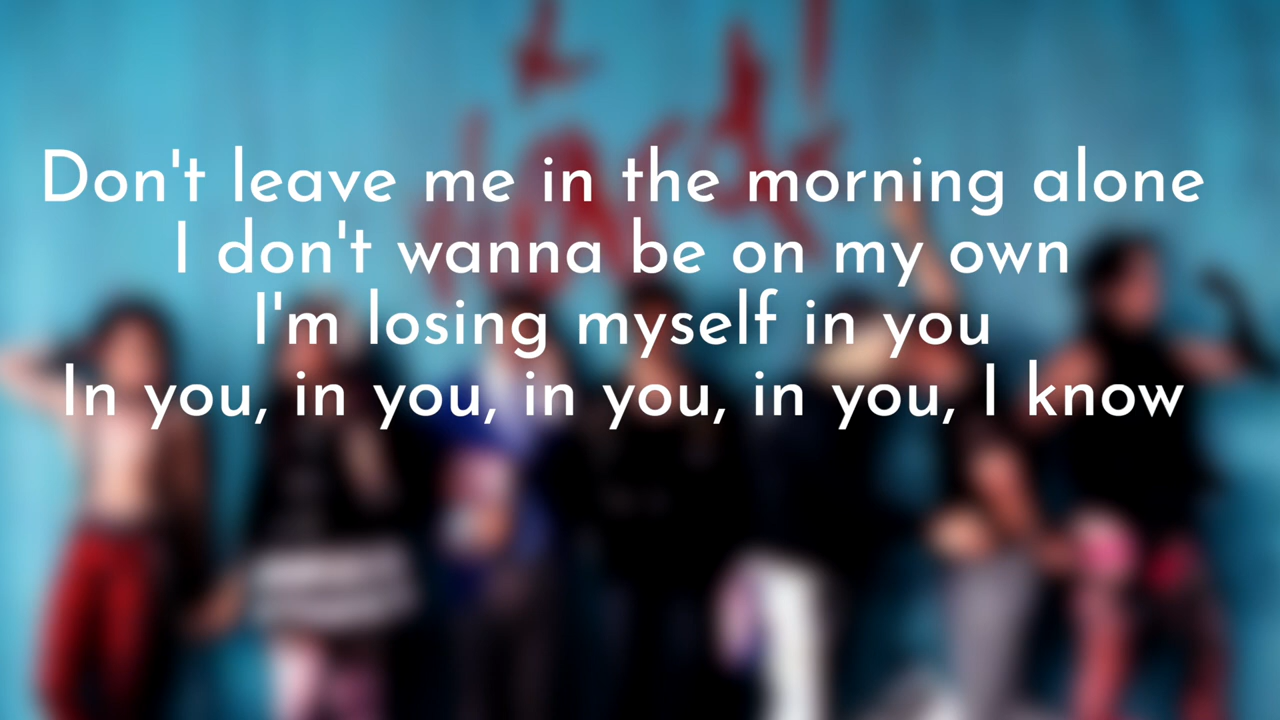 Don't leave me in the morning alone
I don't wanna be on my own
I'm losing myself in you
In you, in you, in you, in you, I know